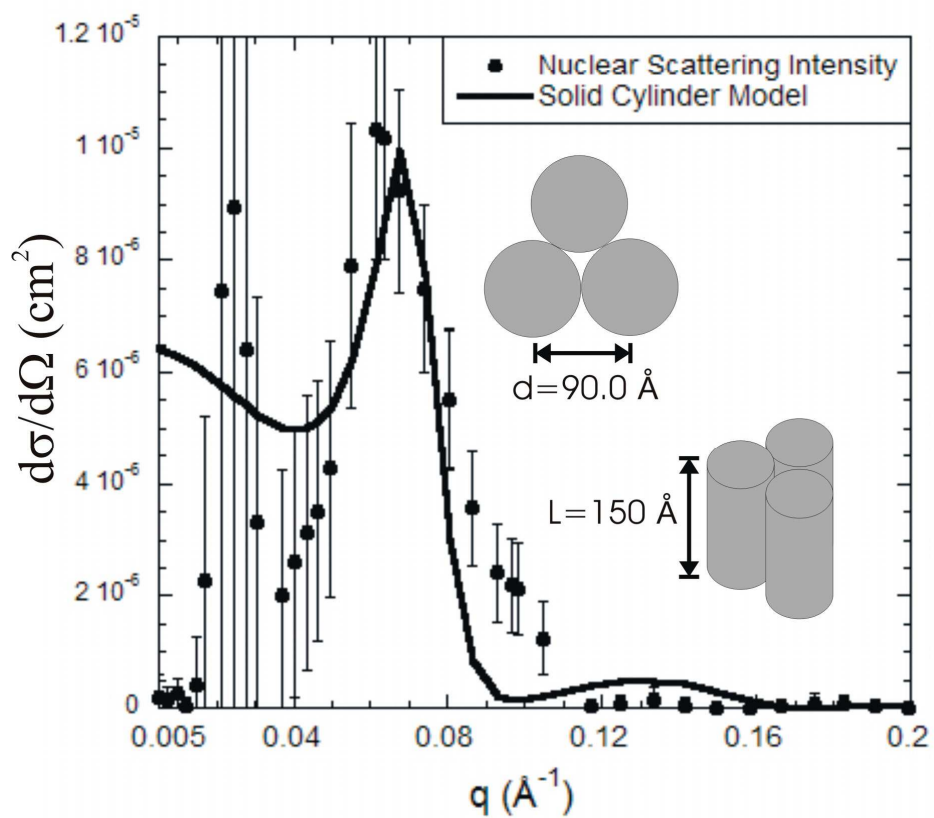 1.2 10⁻⁵
1 10⁻⁵
8 10⁻⁶
6 10⁻⁶
4 10⁻⁶
2 10⁻⁶
0
dσ/dΩ (cm²)
Nuclear Scattering Intensity
Solid Cylinder Model
d=90.0 Å
L=150 Å
0.005 0.04 0.08 0.12 0.16 0.2
q (Å⁻¹)